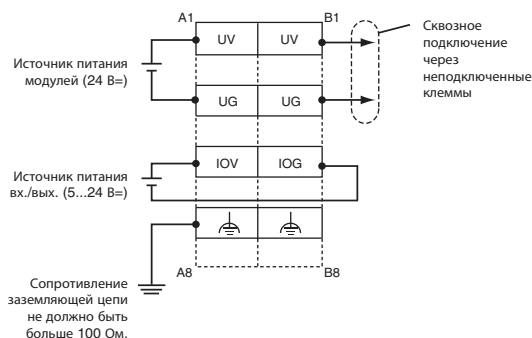 A1
B1
UV
UV
Сквозное
подключение
через
неподключенные
клеммы
Источник питания
модулей (24 В=)
UG
UG
Источник питания
вх./вых. (5...24 В=)
IOV
IOG
A8
B8
Сопротивление
заземляющей цепи
не должно быть
больше 100 Ом.